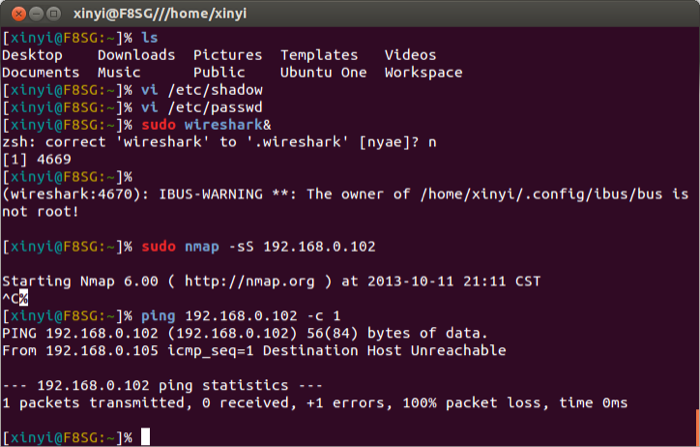 xinyi@F8SG///home/xinyi
[xinyi@F8SG:~]% ls
Desktop    Downloads  Pictures  Templates   Videos
Documents  Music      Public    Ubuntu One  Workspace
[xinyi@F8SG:~]% vi /etc/shadow
[xinyi@F8SG:~]% vi /etc/passwd
[xinyi@F8SG:~]% sudo wireshark&
zsh: correct 'wireshark' to '.wireshark' [nyae]? n
[1] 4669
[xinyi@F8SG:~]%
(wireshark:4670): IBUS-WARNING **: The owner of /home/xinyi/.config/ibus/bus is
not root!
[xinyi@F8SG:~]% sudo nmap -sS 192.168.0.102
Starting Nmap 6.00 ( http://nmap.org ) at 2013-10-11 21:11 CST
^C%
[xinyi@F8SG:~]% ping 192.168.0.102 -c 1
PING 192.168.0.102 (192.168.0.102) 56(84) bytes of data.
From 192.168.0.105 icmp_seq=1 Destination Host Unreachable
--- 192.168.0.102 ping statistics ---
1 packets transmitted, 0 received, +1 errors, 100% packet loss, time 0ms
[xinyi@F8SG:~]%